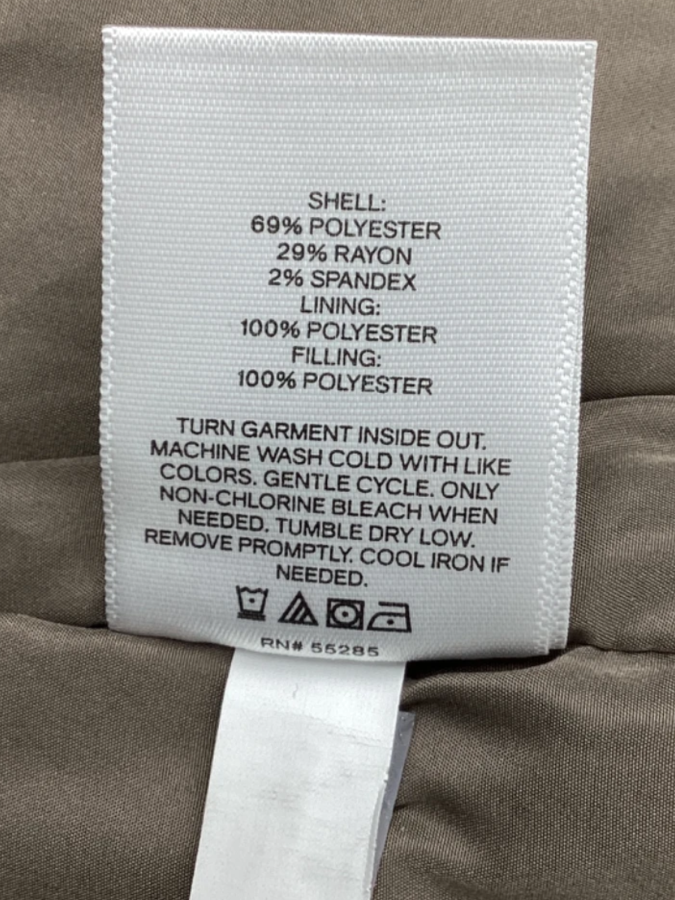 SHELL:
69% POLYESTER
29% RAYON
2% SPANDEX
LINING:
100% POLYESTER
FILLING:
100% POLYESTER
TURN GARMENT INSIDE OUT.
MACHINE WASH COLD WITH LIKE
COLORS. GENTLE CYCLE. ONLY
NON-CHLORINE BLEACH WHEN
NEEDED. TUMBLE DRY LOW.
REMOVE PROMPTLY. COOL IRON IF
NEEDED.
RN# 55285